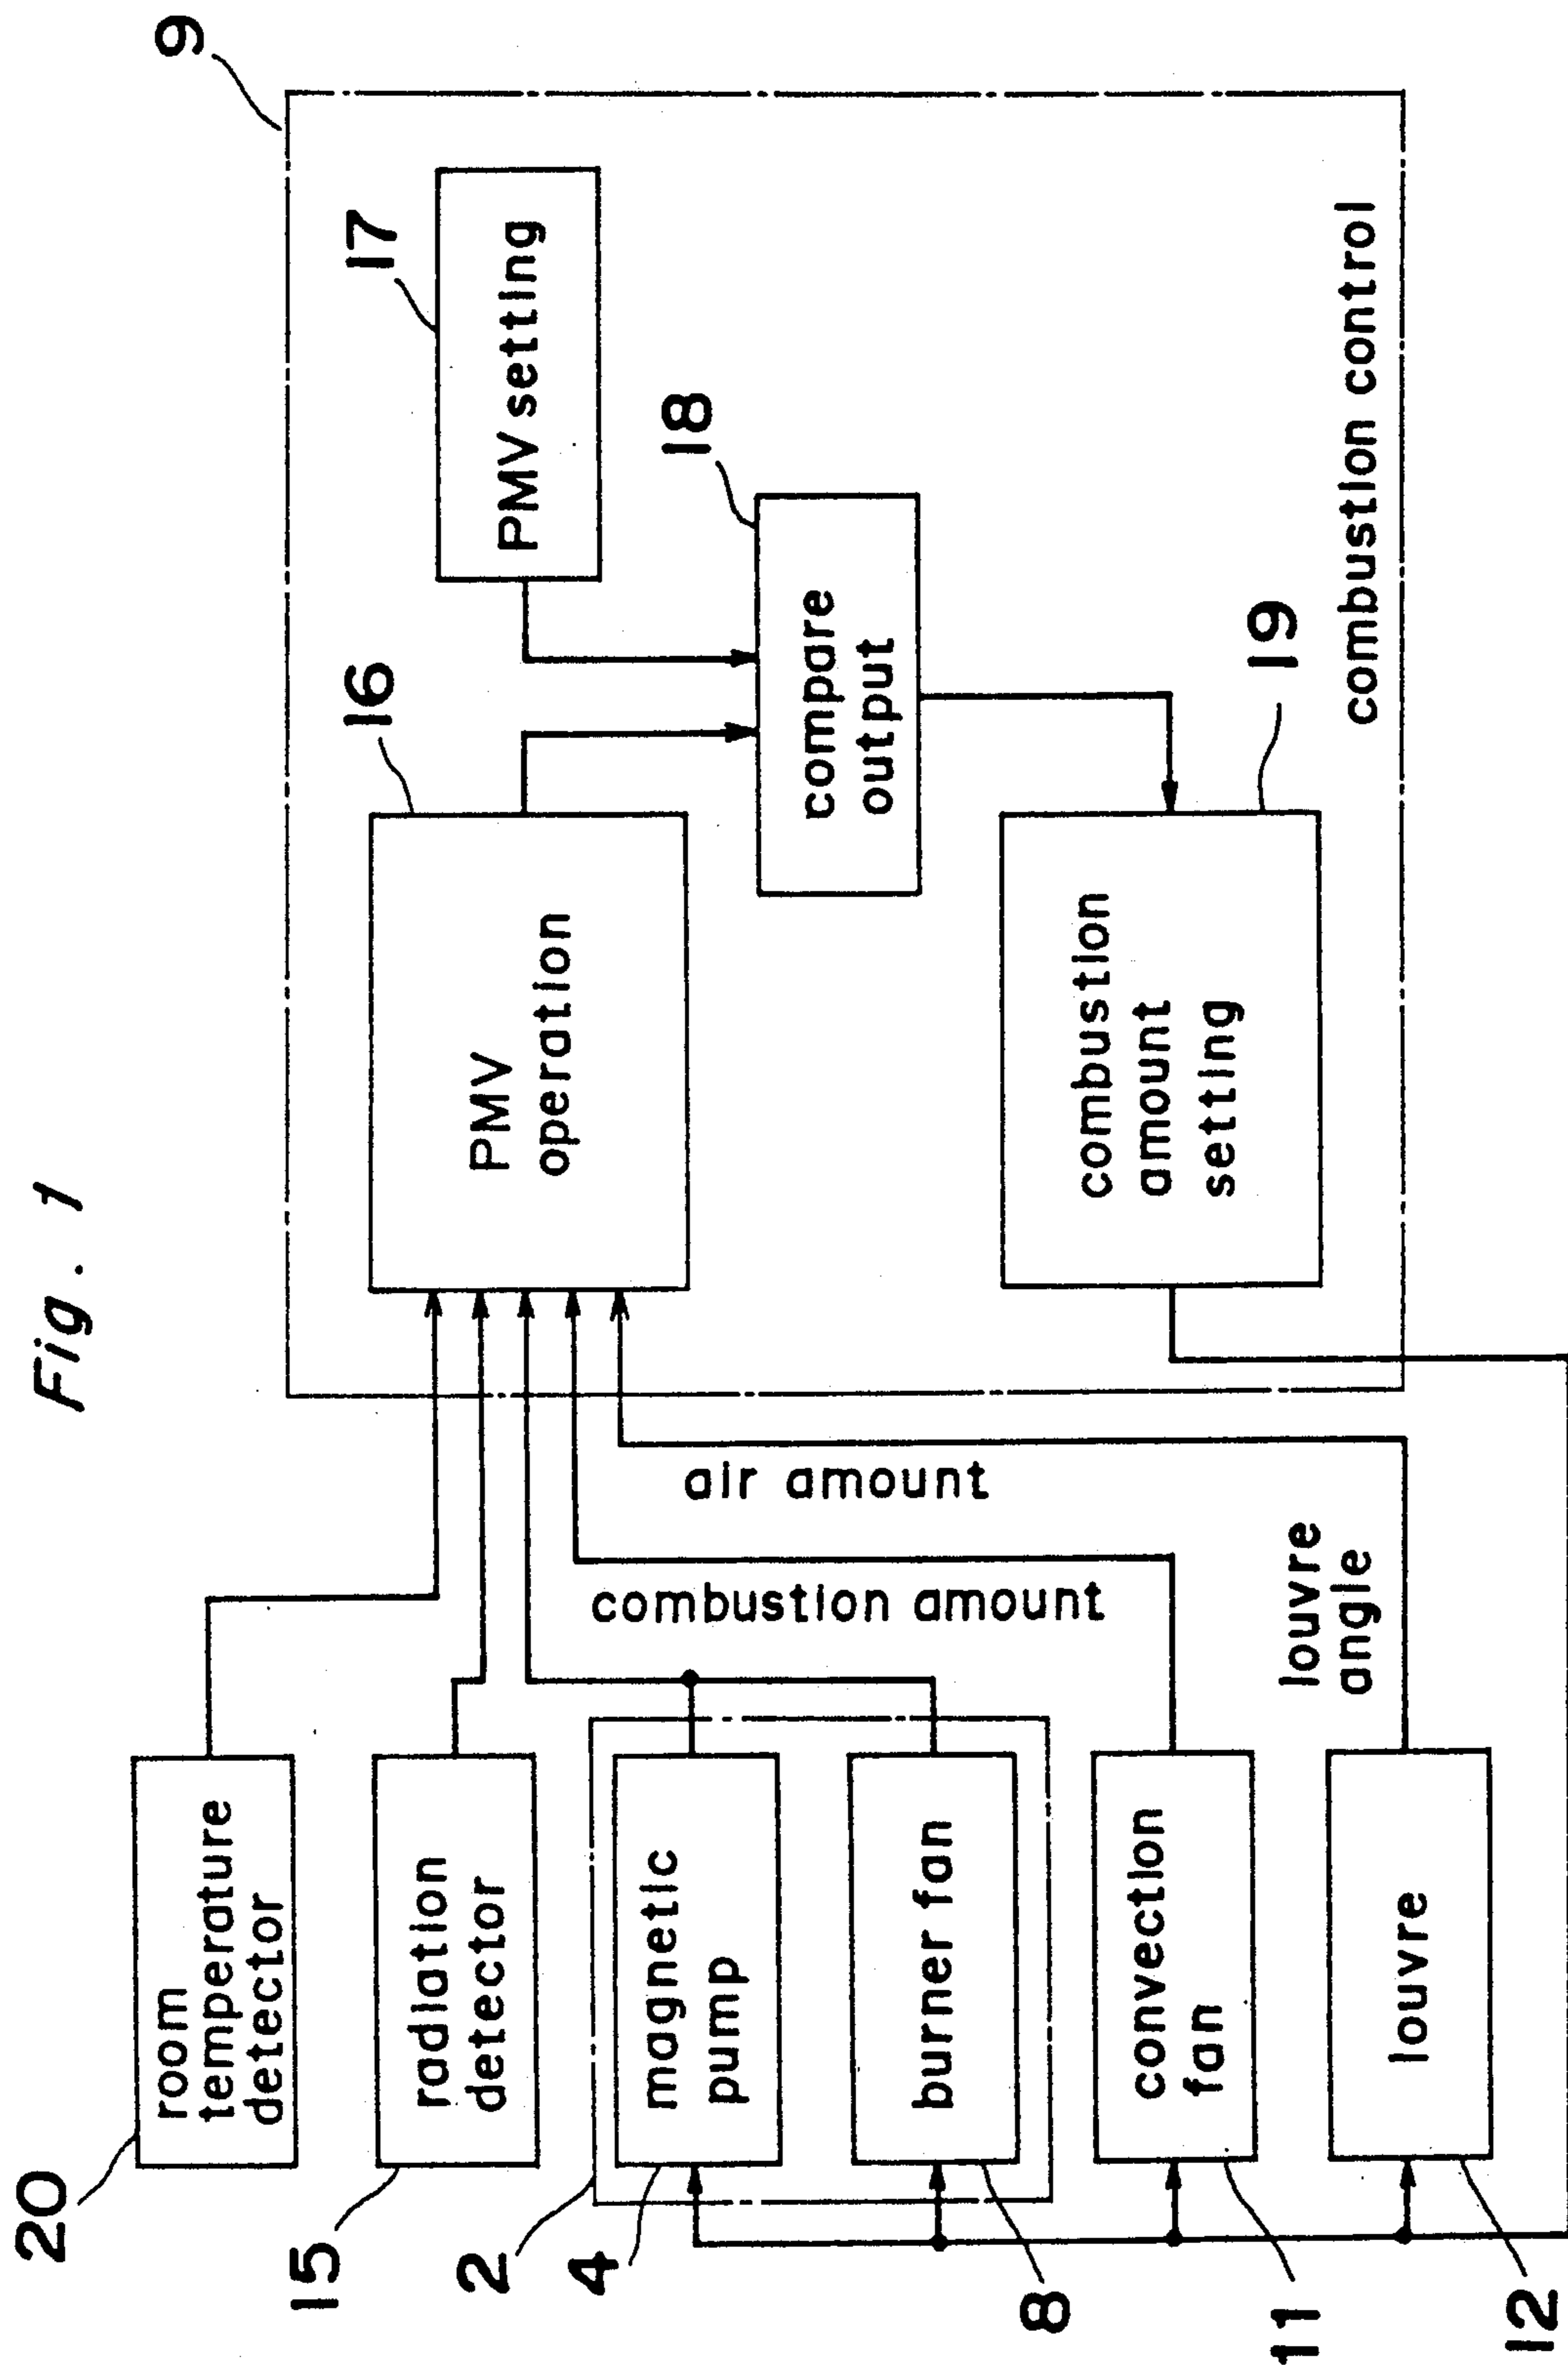 Fig. 1
20
room
temperature
detector
15
radiation
detector
2
4
magnetic
pump
8
burner fan
11
convection
fan
12
louvre
combustion amount
air amount
louvre
angle
9
16
PMV
operation
17
PMV setting
18
compare
output
19
combustion
amount
setting
combustion control